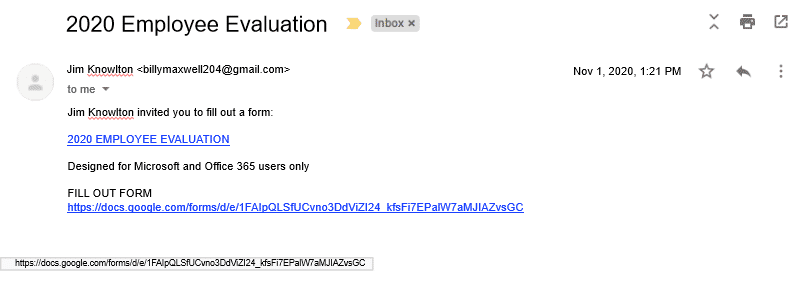 2020 Employee Evaluation
Inbox ×
Jim Knowlton <billymaxwell204@gmail.com>
Nov 1, 2020, 1:21 PM
to me
Jim Knowlton invited you to fill out a form:
2020 EMPLOYEE EVALUATION
Designed for Microsoft and Office 365 users only
FILL OUT FORM
https://docs.google.com/forms/d/e/1FAIpQLSfUCvno3DdViZI24_kfsFi7EPalW7aMJIAZvsGC
https://docs.google.com/forms/d/e/1FAIpQLSfUCvno3DdViZI24_kfsFi7EPalW7aMJIAZvsGC